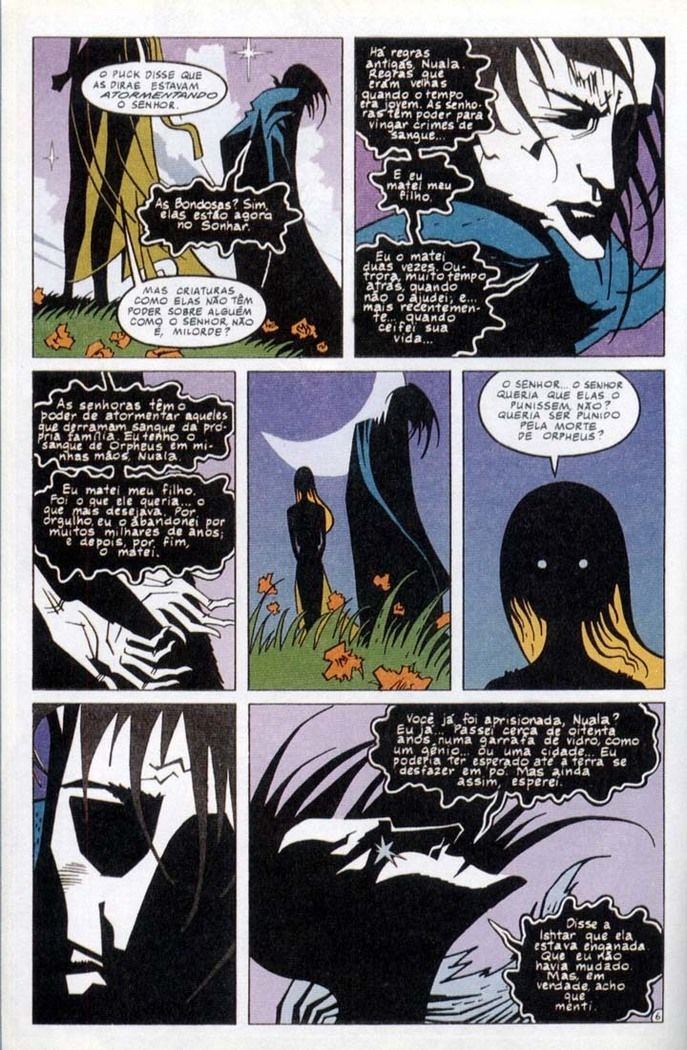 O PUCK DISSE QUE
AS DIRAE ESTAVAM
ATORMENTANDO
O SENHOR.
As Bondosas? Sim,
elas estão agora
no Sonhar.
MAS CRIATURAS
COMO ELAS NÃO TÊM
PODER SOBRE ALGUÉM
COMO O SENHOR, NÃO
É, MILORDE?
Há regras
antigas, Nuala.
Regras que
eram velhas
quando o tempo
era jovem. As senho-
ras têm poder para
vingar crimes de
sangue...
E eu
matei meu
filho.
Eu o matei
duas vezes. Ou-
trora, muito tempo
atrás, quando
não o ajudei; e...
mais recentemen-
te... quando
ceifei sua
vida...
As senhoras têm o
poder de atormentar aqueles
que derramam sangue da pró-
pria família. Eu tenho o
sangue de Orpheus em mi-
nhas mãos, Nuala.
Eu matei meu filho.
Foi o que ele queria... o
que mais desejava. Por
orgulho, eu o abandonei por
muitos milhares de anos;
e depois, por fim,
o matei.
O SENHOR... O SENHOR
QUERIA QUE ELAS O
PUNISSEM, NÃO?
QUERIA SER PUNIDO
PELA MORTE
DE ORPHEUS?
Você já foi aprisionada, Nuala?
Eu já... Passei cerca de oitenta
anos numa garrafa de vidro, como
um gênio... ou uma cidade... Eu
poderia ter esperado até a terra se
desfazer em pó. Mas ainda
assim, esperei.
Disse a
Ishtar que ela
estava enganada.
Que eu não
havia mudado.
Mas, em
verdade, acho
que
menti.
6